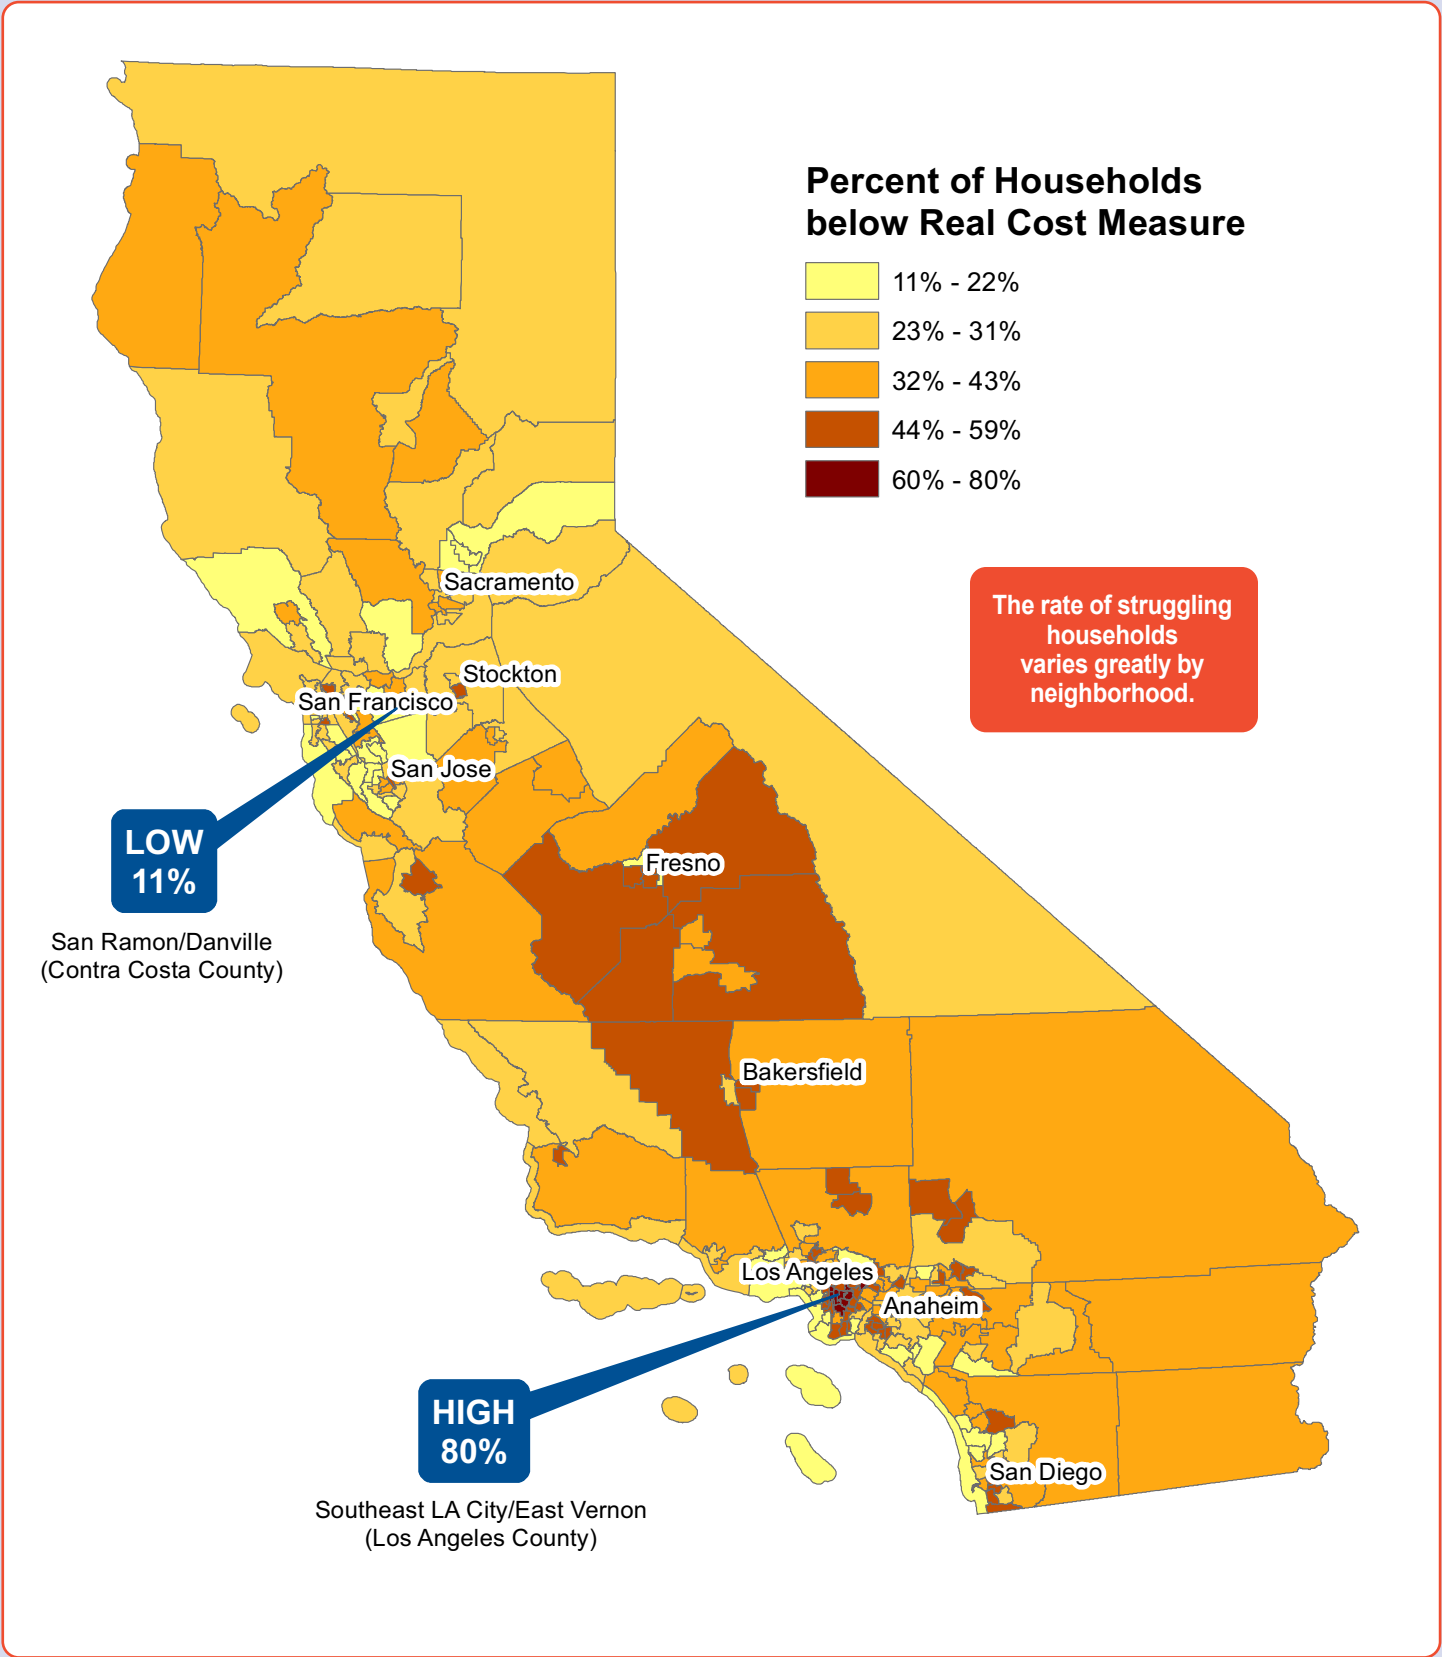 Percent of Households
below Real Cost Measure
11% - 22%
23% - 31%
32% - 43%
44% - 59%
60% - 80%
The rate of struggling
households
varies greatly by
neighborhood.
Sacramento
Stockton
San Francisco
San Jose
LOW
11%
San Ramon/Danville
(Contra Costa County)
Fresno
Bakersfield
Los Angeles
Anaheim
HIGH
80%
Southeast LA City/East Vernon
(Los Angeles County)
San Diego